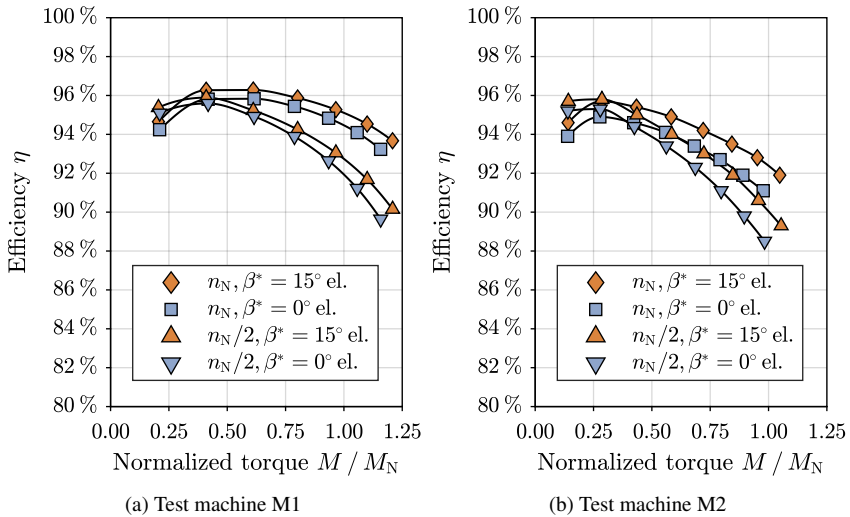 100 %
98 %
96 %
94 %
92 %
90 %
88 %
86 %
84 %
82 %
80 %
Efficiency η
n_N, β* = 15° el.
n_N, β* = 0° el.
n_N/2, β* = 15° el.
n_N/2, β* = 0° el.
0.00 0.25 0.50 0.75 1.00 1.25
Normalized torque M / M_N
(a) Test machine M1
100 %
98 %
96 %
94 %
92 %
90 %
88 %
86 %
84 %
82 %
80 %
Efficiency η
n_N, β* = 15° el.
n_N, β* = 0° el.
n_N/2, β* = 15° el.
n_N/2, β* = 0° el.
0.00 0.25 0.50 0.75 1.00 1.25
Normalized torque M / M_N
(b) Test machine M2